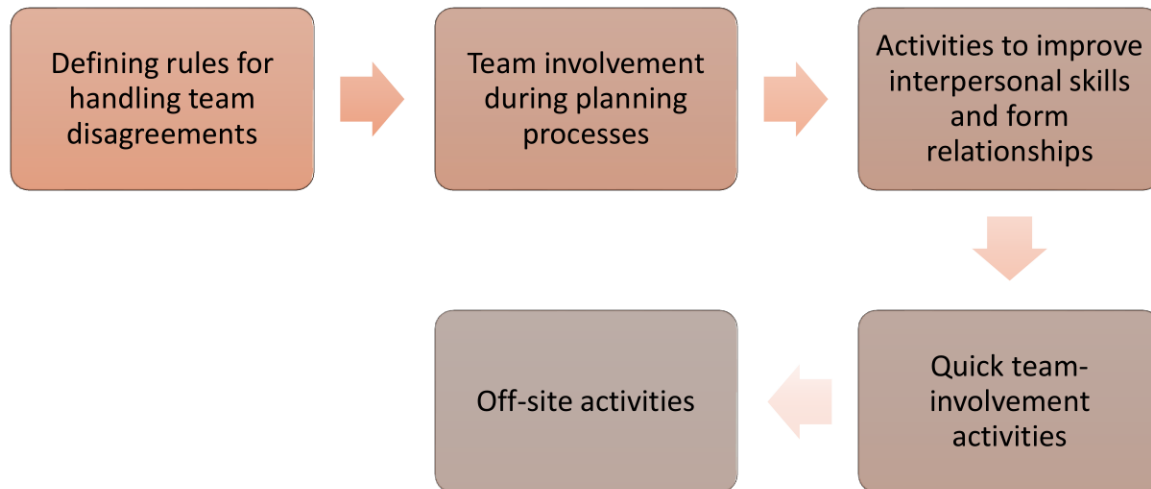 Defining rules for
handling team
disagreements
Team involvement
during planning
processes
Activities to improve
interpersonal skills
and form
relationships
Quick team-
involvement
activities
Off-site activities